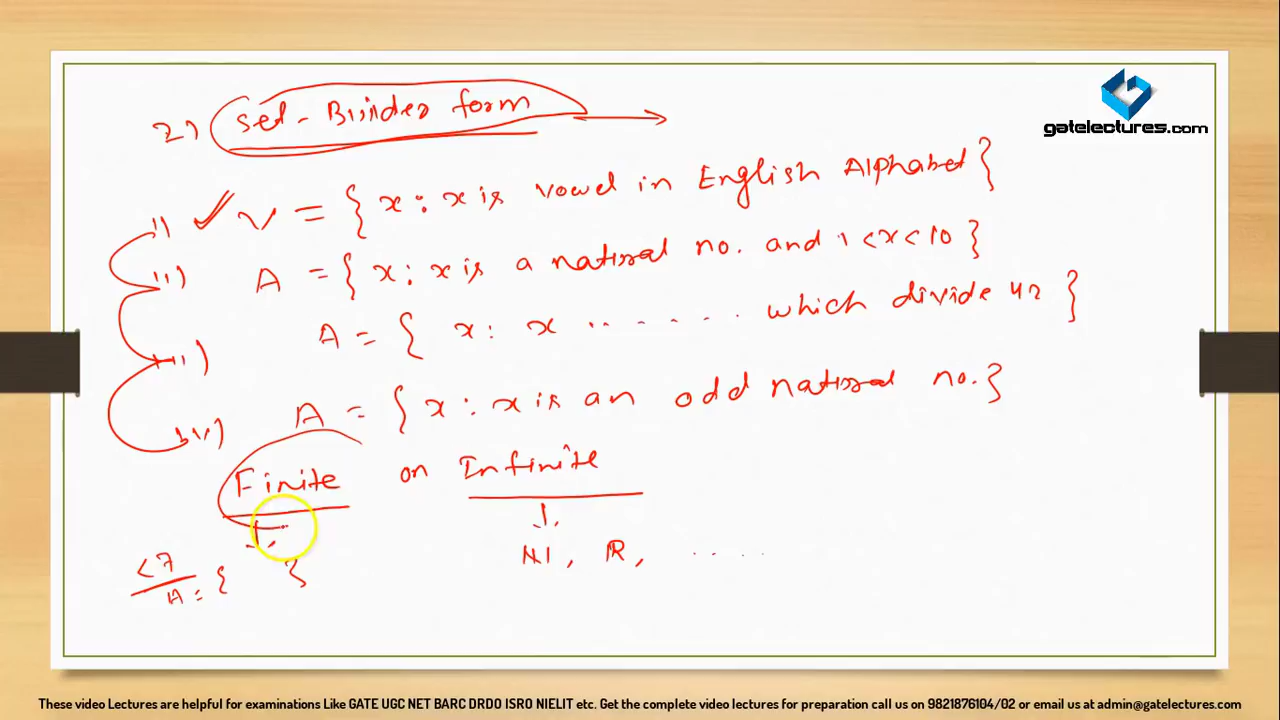 2) Set-Builder form
gatelectures.com
i) V = { x : x is vowel in English Alphabet }
ii) A = { x : x is a natural no. and 1 < x < 10 }
iii) A = { x : x ....... which divide 42 }
iv) A = { x : x is an odd natural no. }
Finite or Infinite
N, R, ....
< 7
A = { }
These video Lectures are helpful for examinations Like GATE UGC NET BARC DRDO ISRO NIELIT etc. Get the complete video lectures for preparation call us on 9821876104/02 or email us at admin@gatelectures.com